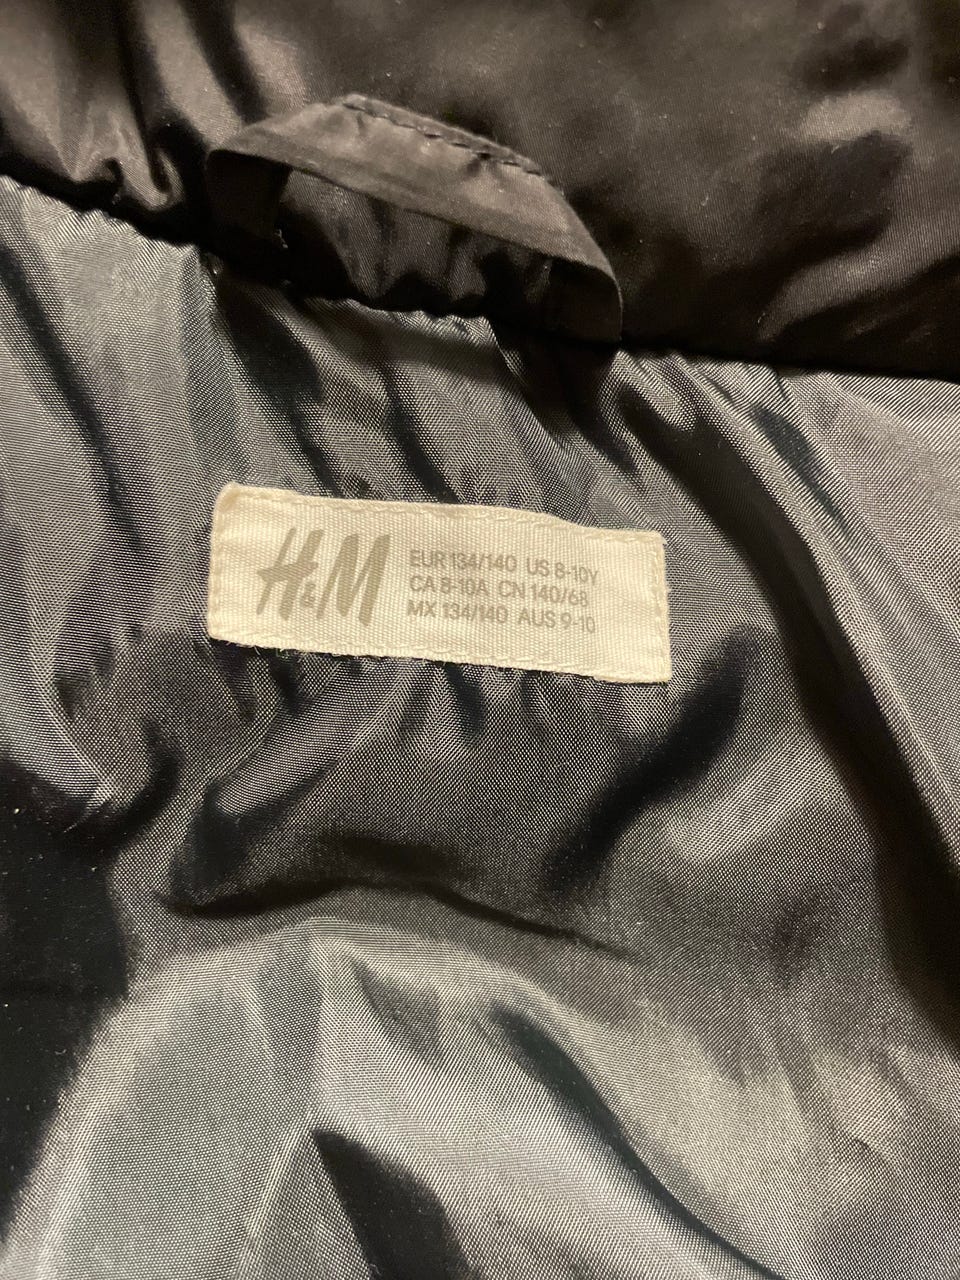 H&M
EUR 134/140 US 8-10Y
CA 8-10A CN 140/68
MX 134/140 AUS 9-10